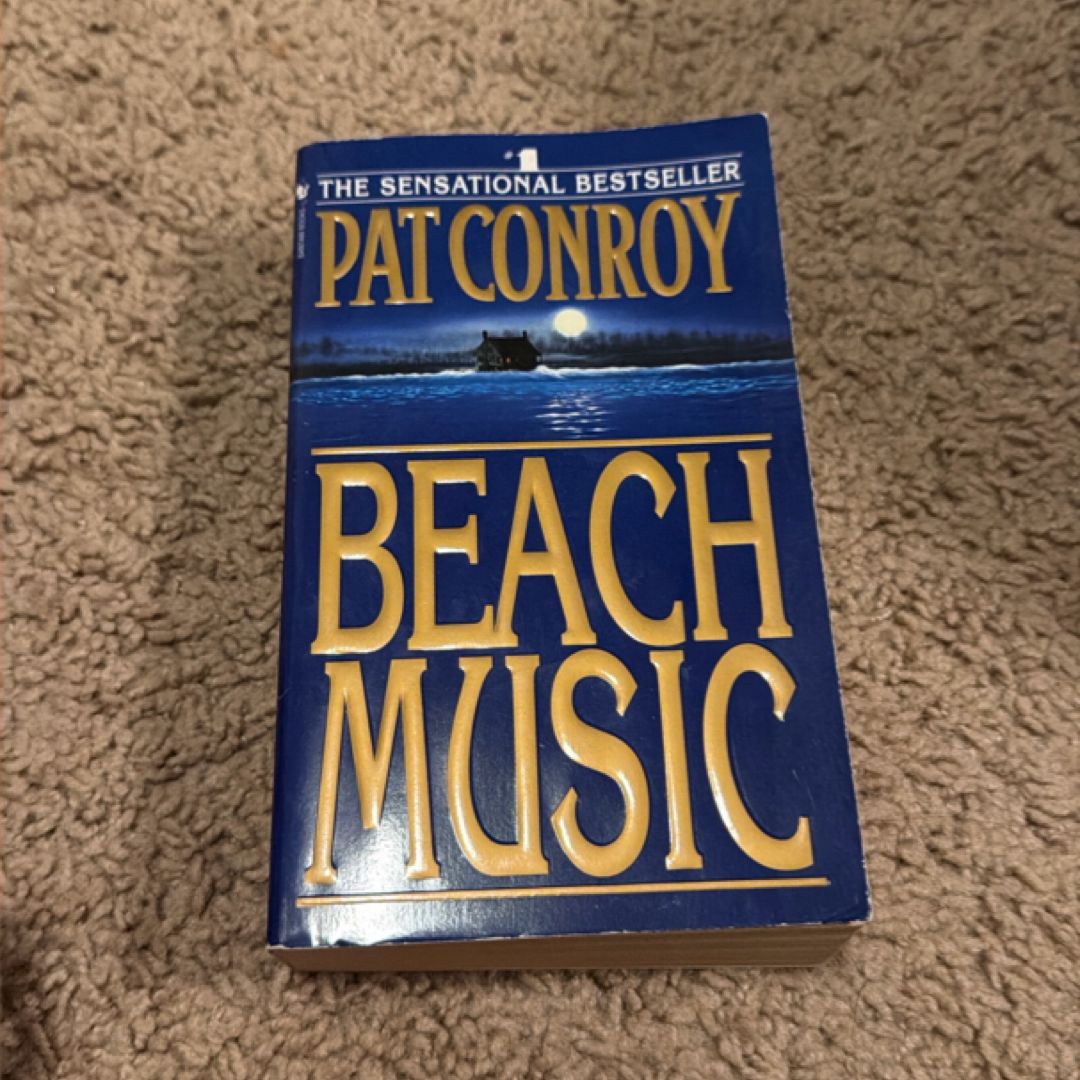 #1
THE SENSATIONAL BESTSELLER
PAT CONROY
BEACH
MUSIC